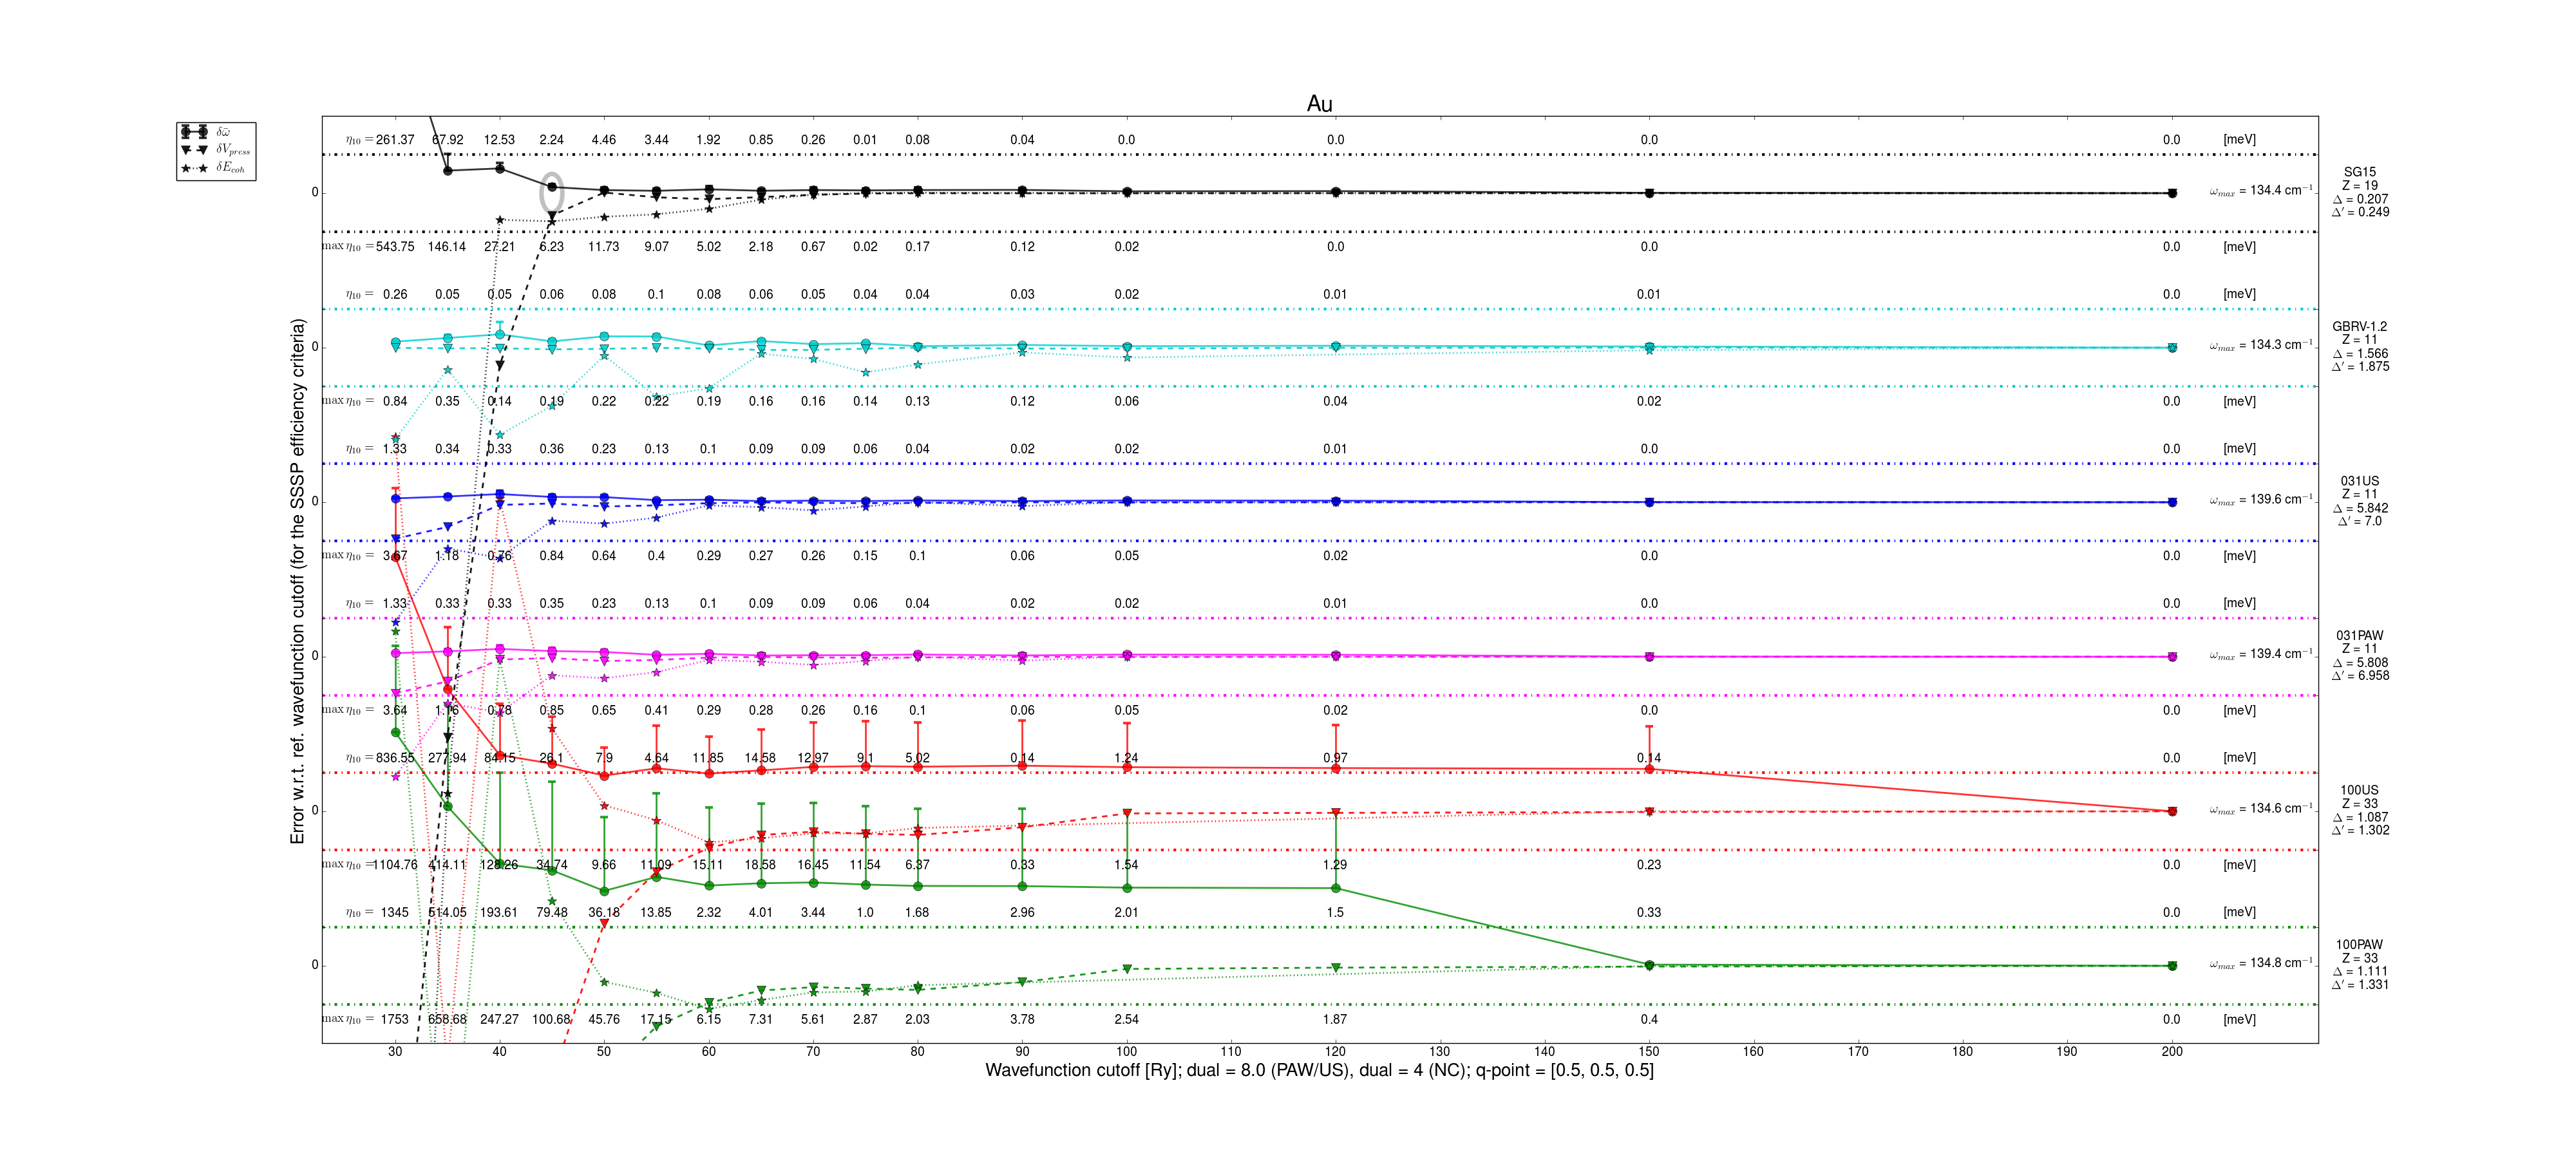 Au
δω̄
δV_press
δE_coh
Error w.r.t. ref. wavefunction cutoff (for the SSSP efficiency criteria)
η₁₀ = 261.37 67.92 12.53 2.24 4.46 3.44 1.92 0.85 0.26 0.01 0.08 0.04 0.0 0.0 0.0 0.0 [meV]
0
ω_max = 134.4 cm⁻¹
SG15
Z = 19
Δ = 0.207
Δ' = 0.249
max η₁₀ = 543.75 146.14 27.21 6.23 11.73 9.07 5.02 2.18 0.67 0.02 0.17 0.12 0.02 0.0 0.0 0.0 [meV]
η₁₀ = 0.26 0.05 0.05 0.06 0.08 0.1 0.08 0.06 0.05 0.04 0.04 0.03 0.02 0.01 0.01 0.0 [meV]
0
ω_max = 134.3 cm⁻¹
GBRV-1.2
Z = 11
Δ = 1.566
Δ' = 1.875
max η₁₀ = 0.84 0.35 0.14 0.19 0.22 0.22 0.19 0.16 0.16 0.14 0.13 0.12 0.06 0.04 0.02 0.0 [meV]
η₁₀ = 1.33 0.34 0.33 0.36 0.23 0.13 0.1 0.09 0.09 0.06 0.04 0.02 0.02 0.01 0.0 0.0 [meV]
0
ω_max = 139.6 cm⁻¹
031US
Z = 11
Δ = 5.842
Δ' = 7.0
max η₁₀ = 3.67 1.18 0.76 0.84 0.64 0.4 0.29 0.27 0.26 0.15 0.1 0.06 0.05 0.02 0.0 0.0 [meV]
η₁₀ = 1.33 0.33 0.33 0.35 0.23 0.13 0.1 0.09 0.09 0.06 0.04 0.02 0.02 0.01 0.0 0.0 [meV]
0
ω_max = 139.4 cm⁻¹
031PAW
Z = 11
Δ = 5.808
Δ' = 6.958
max η₁₀ = 3.64 1.16 0.78 0.85 0.65 0.41 0.29 0.28 0.26 0.16 0.1 0.06 0.05 0.02 0.0 0.0 [meV]
η₁₀ = 836.55 84.15 26.1 7.9 4.64 11.85 14.58 12.97 9.1 5.02 0.14 1.24 0.97 0.14 0.0 [meV]
0
ω_max = 134.6 cm⁻¹
100US
Z = 33
Δ = 1.087
Δ' = 1.302
max η₁₀ = 1104.76 414.11 128.26 34.74 9.66 11.09 15.11 18.58 16.45 11.54 6.37 0.33 1.54 1.29 0.23 0.0 [meV]
η₁₀ = 1345 514.05 193.61 79.48 36.18 13.85 2.32 4.01 3.44 1.0 1.68 2.96 2.01 1.5 0.33 0.0 [meV]
0
ω_max = 134.8 cm⁻¹
100PAW
Z = 33
Δ = 1.111
Δ' = 1.331
max η₁₀ = 1753 658.68 247.27 100.68 45.76 17.15 6.15 7.31 5.61 2.87 2.03 3.78 2.54 1.87 0.4 0.0 [meV]
30 40 50 60 70 80 90 100 110 120 130 140 150 160 170 180 190 200
Wavefunction cutoff [Ry]; dual = 8.0 (PAW/US), dual = 4 (NC); q-point = [0.5, 0.5, 0.5]